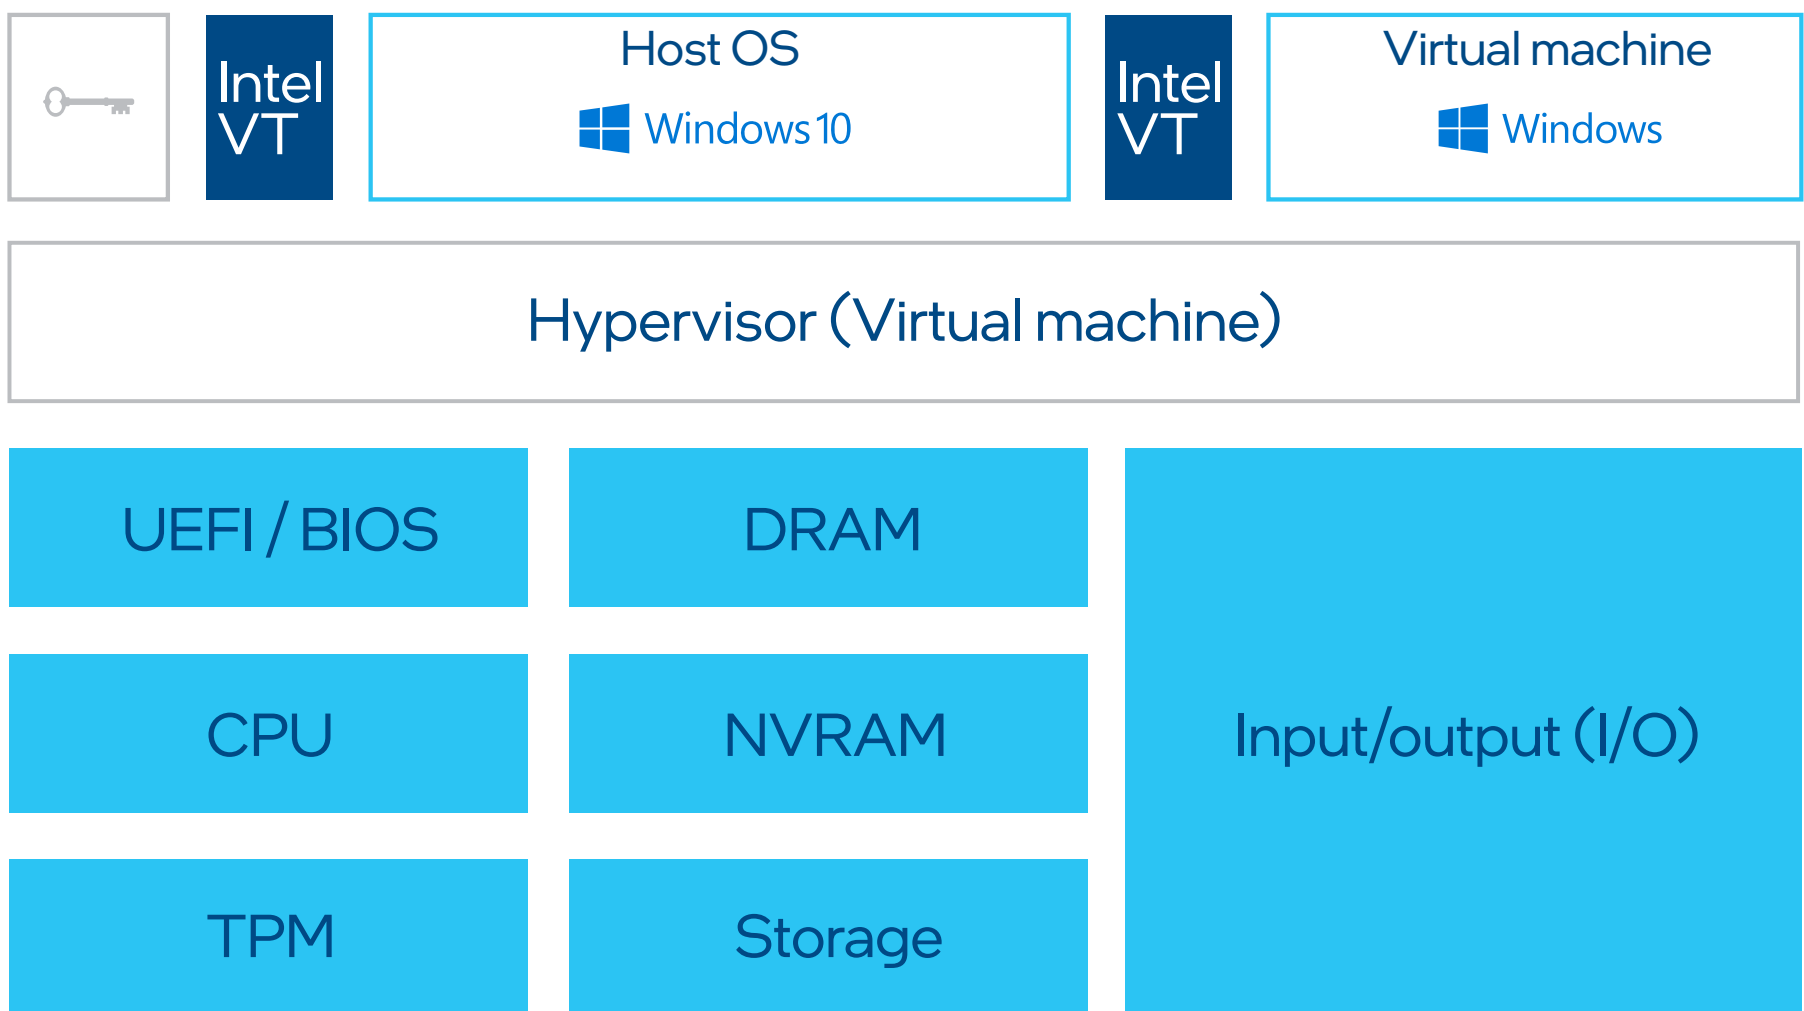 Intel
VT
Host OS
Windows 10
Intel
VT
Virtual machine
Windows
Hypervisor (Virtual machine)
UEFI / BIOS
DRAM
CPU
NVRAM
Input/output (I/O)
TPM
Storage